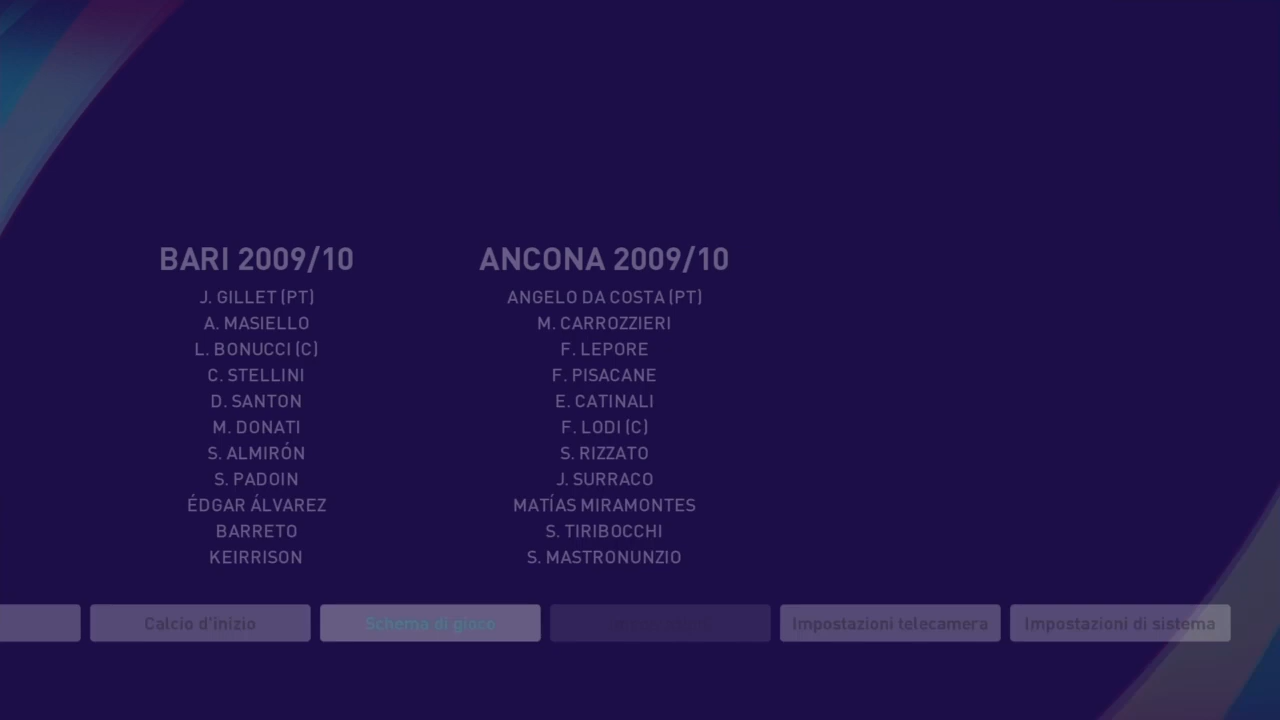 BARI 2009/10
J. GILLET (PT)
A. MASIELLO
L. BONUCCI (C)
C. STELLINI
D. SANTON
M. DONATI
S. ALMIRÓN
S. PADOIN
ÉDGAR ÁLVAREZ
BARRETO
KEIRRISON
ANCONA 2009/10
ANGELO DA COSTA (PT)
M. CARROZZIERI
F. LEPORE
F. PISACANE
E. CATINALI
F. LODI (C)
S. RIZZATO
J. SURRACO
MATÍAS MIRAMONTES
S. TIRIBOCCHI
S. MASTRONUNZIO
Calcio d'inizio
Schema di gioco
Impostazioni telecamera
Impostazioni di sistema